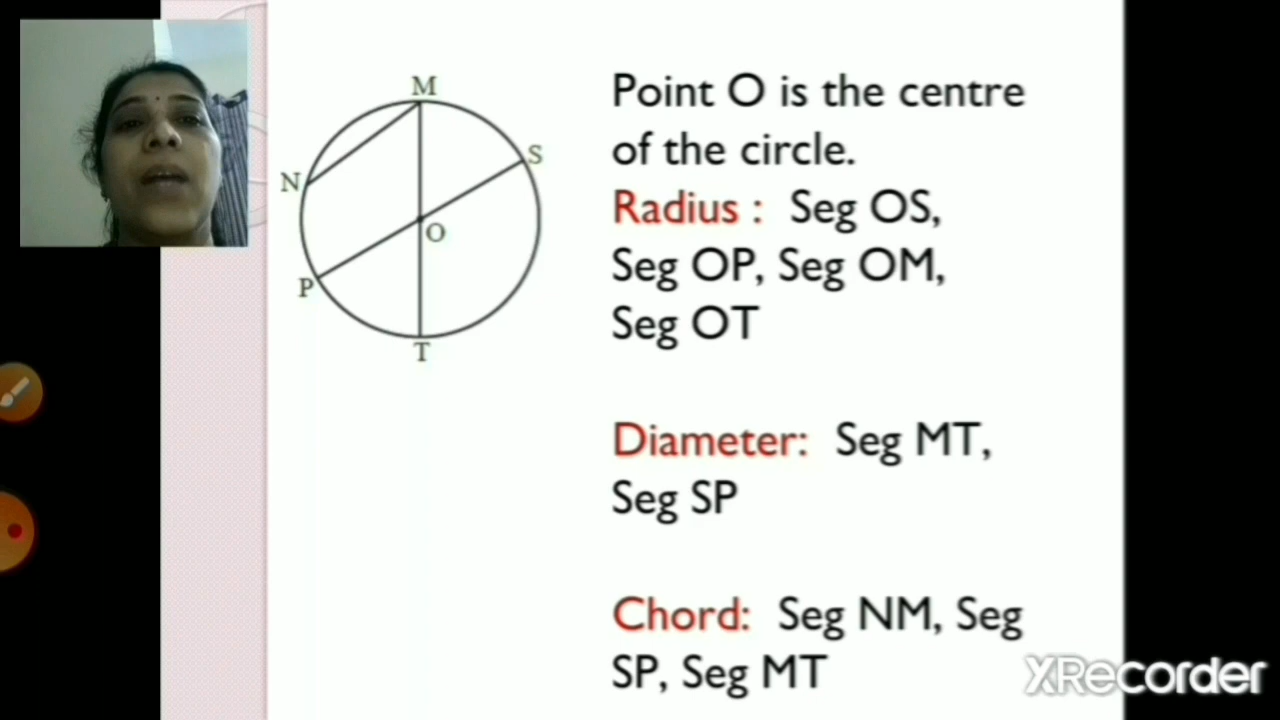 M
S
N
O
P
T
Point O is the centre
of the circle.
Radius : Seg OS,
Seg OP, Seg OM,
Seg OT
Diameter: Seg MT,
Seg SP
Chord: Seg NM, Seg
SP, Seg MT
XRecorder